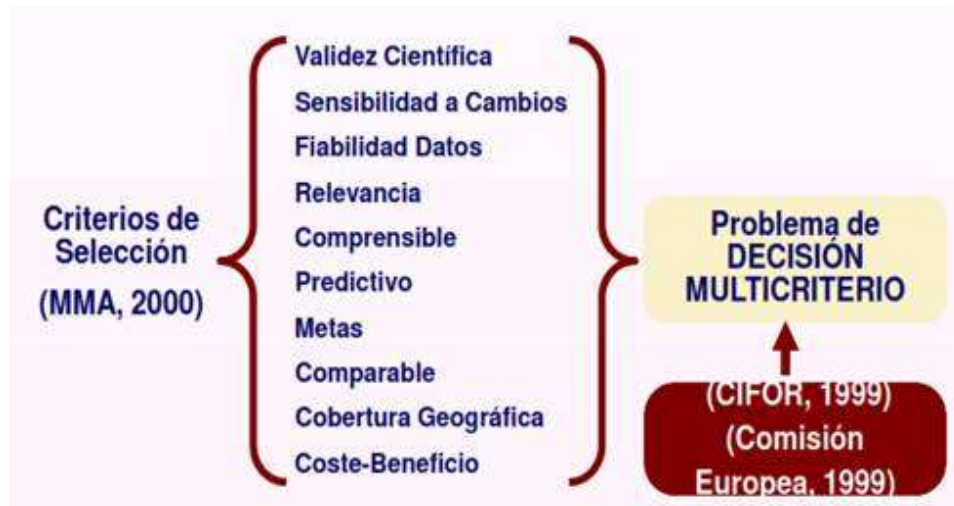 Criterios de
Selección
(MMA, 2000)
Validez Científica
Sensibilidad a Cambios
Fiabilidad Datos
Relevancia
Comprensible
Predictivo
Metas
Comparable
Cobertura Geográfica
Coste-Beneficio
Problema de
DECISIÓN
MULTICRITERIO
(CIFOR, 1999)
(Comisión
Europea, 1999)